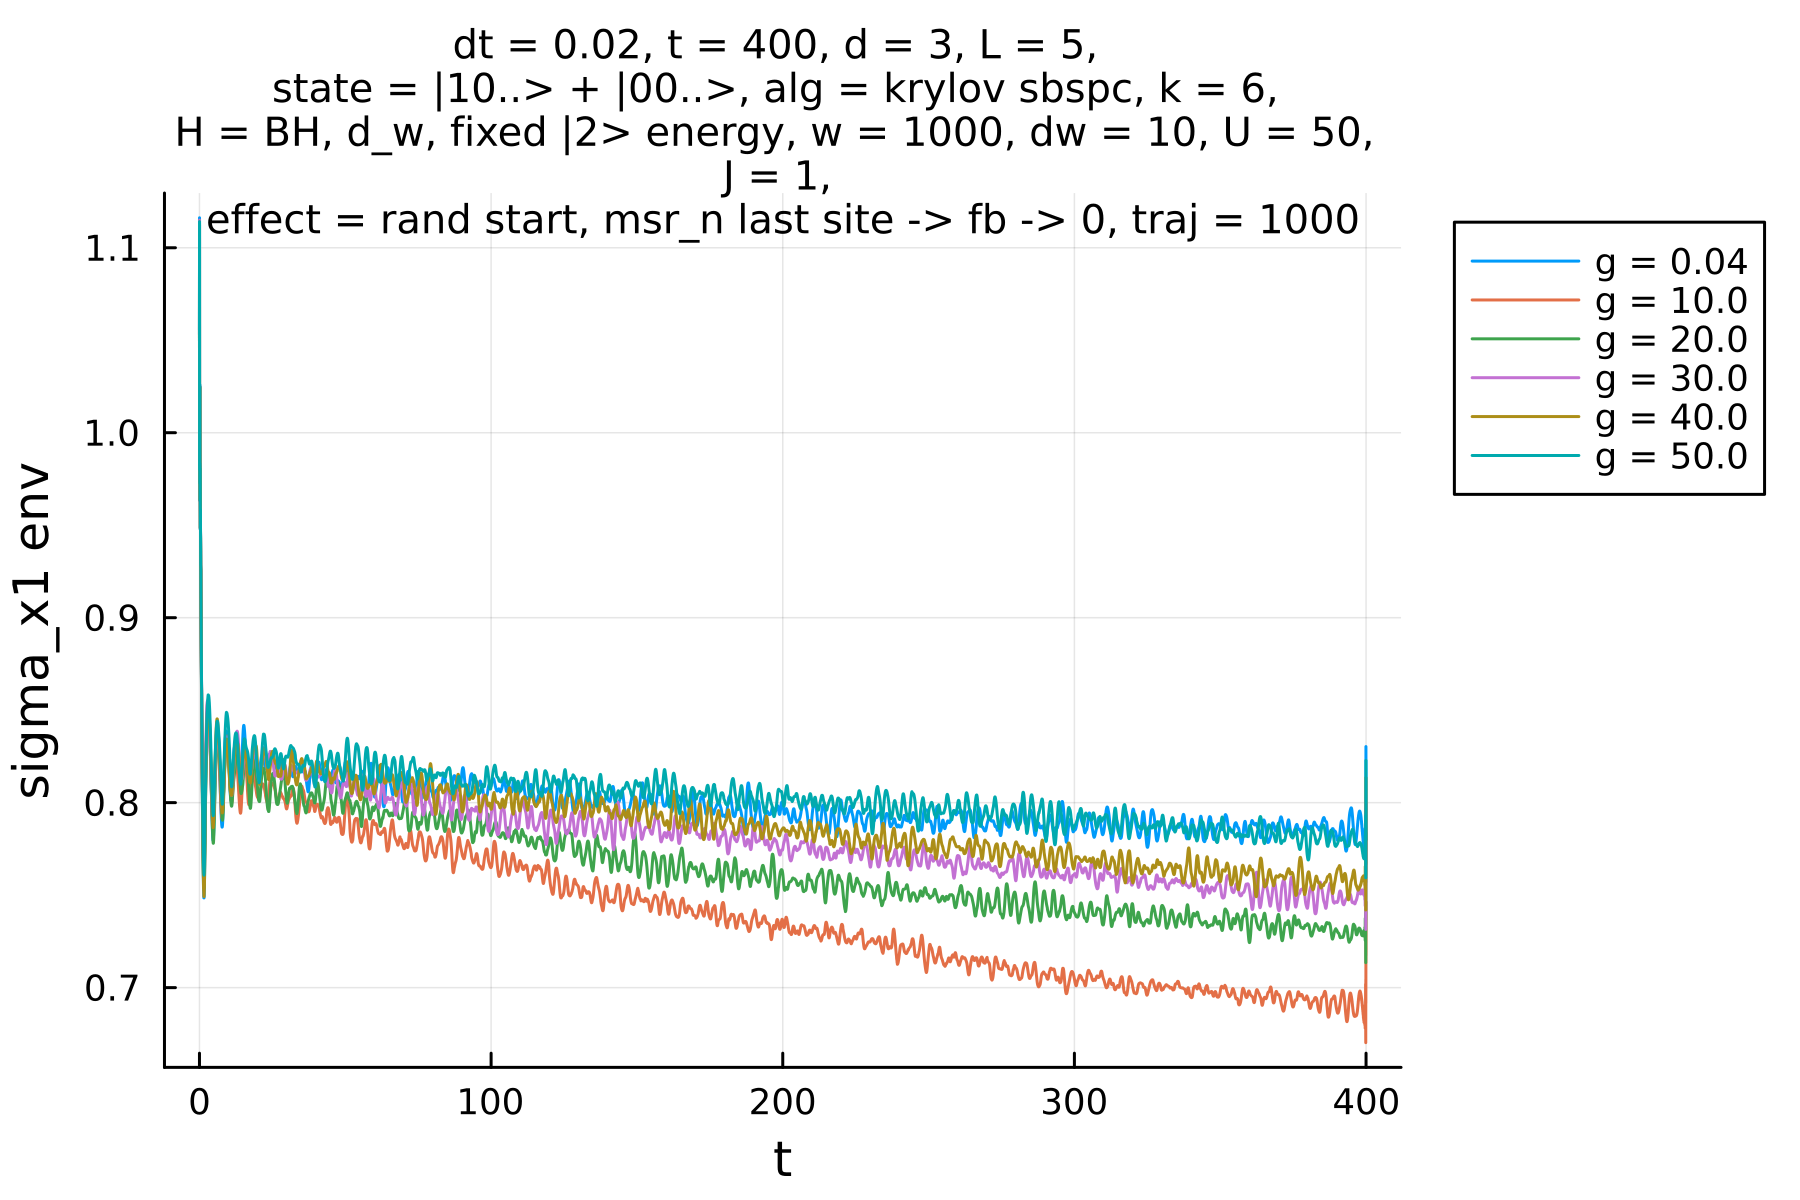 dt = 0.02, t = 400, d = 3, L = 5,
state = |10..> + |00..>, alg = krylov sbspc, k = 6,
H = BH, d_w, fixed |2> energy, w = 1000, dw = 10, U = 50,
J = 1,
effect = rand start, msr_n last site -> fb -> 0, traj = 1000
g = 0.04
g = 10.0
g = 20.0
g = 30.0
g = 40.0
g = 50.0
sigma_x1 env
1.1
1.0
0.9
0.8
0.7
0 100 200 300 400
t